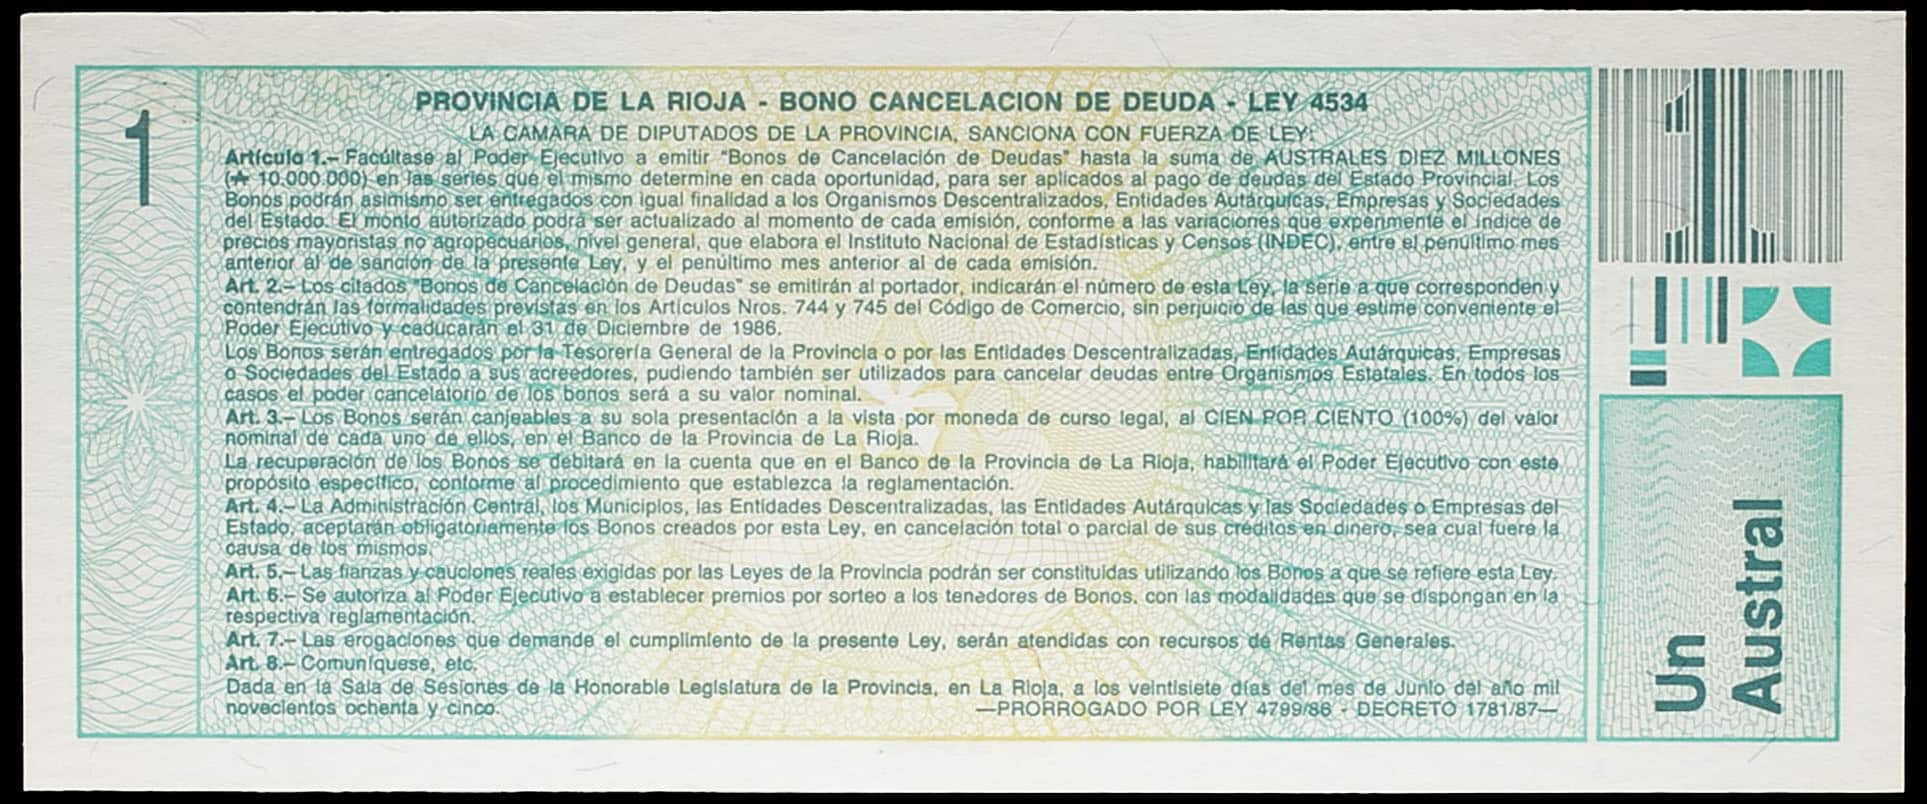 1
PROVINCIA DE LA RIOJA - BONO CANCELACION DE DEUDA - LEY 4534
LA CAMARA DE DIPUTADOS DE LA PROVINCIA, SANCIONA CON FUERZA DE LEY:
Artículo 1.- Facúltase al Poder Ejecutivo a emitir "Bonos de Cancelación de Deudas" hasta la suma de AUSTRALES DIEZ MILLONES
(₳ 10.000.000) en las series que el mismo determine en cada oportunidad, para ser aplicados al pago de deudas del Estado Provincial. Los
Bonos podrán asimismo ser entregados con igual finalidad a los Organismos Descentralizados, Entidades Autárquicas, Empresas y Sociedades
del Estado. El monto autorizado podrá ser actualizado al momento de cada emisión, conforme a las variaciones que experimente el índice de
precios mayoristas no agropecuarios, nivel general, que elabora el Instituto Nacional de Estadísticas y Censos (INDEC), entre el penúltimo mes
anterior al de sanción de la presente Ley, y el penúltimo mes anterior al de cada emisión.
Art. 2.- Los citados "Bonos de Cancelación de Deudas" se emitirán al portador, indicarán el número de esta Ley, la serie a que corresponden y
contendrán las formalidades previstas en los Artículos Nros. 744 y 745 del Código de Comercio, sin perjuicio de las que estime conveniente el
Poder Ejecutivo y caducarán el 31 de Diciembre de 1986.
Los Bonos serán entregados por la Tesorería General de la Provincia o por las Entidades Descentralizadas, Entidades Autárquicas, Empresas
o Sociedades del Estado a sus acreedores, pudiendo también ser utilizados para cancelar deudas entre Organismos Estatales. En todos los
casos el poder cancelatorio de los bonos será a su valor nominal.
Art. 3.- Los Bonos serán canjeables a su sola presentación a la vista por moneda de curso legal, al CIEN POR CIENTO (100%) del valor
nominal de cada uno de ellos, en el Banco de la Provincia de La Rioja.
La recuperación de los Bonos se debitará en la cuenta que en el Banco de la Provincia de La Rioja, habilitará el Poder Ejecutivo con este
propósito específico, conforme al procedimiento que establezca la reglamentación.
Art. 4.- La Administración Central, los Municipios, las Entidades Descentralizadas, las Entidades Autárquicas y las Sociedades o Empresas del
Estado, aceptarán obligatoriamente los Bonos creados por esta Ley, en cancelación total o parcial de sus créditos en dinero, sea cual fuere la
causa de los mismos.
Art. 5.- Las fianzas y cauciones reales exigidas por las Leyes de la Provincia podrán ser constituidas utilizando los Bonos a que se refiere esta Ley.
Art. 6.- Se autoriza al Poder Ejecutivo a establecer premios por sorteo a los tenedores de Bonos, con las modalidades que se dispongan en la
respectiva reglamentación.
Art. 7.- Las erogaciones que demande el cumplimiento de la presente Ley, serán atendidas con recursos de Rentas Generales.
Art. 8.- Comuníquese, etc.
Dada en la Sala de Sesiones de la Honorable Legislatura de la Provincia, en La Rioja, a los veintisiete días del mes de Junio del año mil
novecientos ochenta y cinco. —PRORROGADO POR LEY 4799/86 - DECRETO 1781/87—
1
Un
Austral